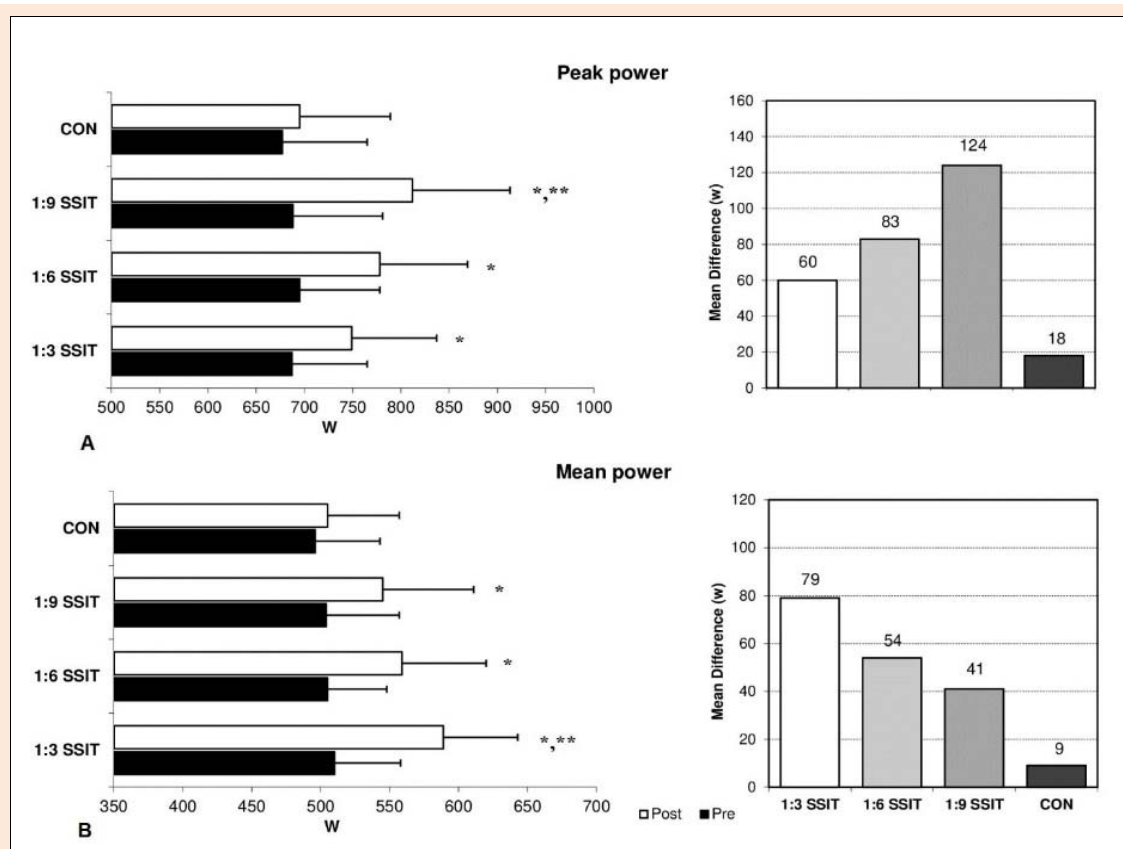 Peak power
CON
1:9 SSIT
*,**
1:6 SSIT
*
1:3 SSIT
*
500 550 600 650 700 750 800 850 900 950 1000
W
A
160
140
120
100
80
60
40
20
0
Mean Difference (w)
60
83
124
18
Mean power
CON
1:9 SSIT
*
1:6 SSIT
*
1:3 SSIT
*,**
350 400 450 500 550 600 650 700
W
B
Post Pre
120
100
80
60
40
20
0
Mean Difference (w)
79
54
41
9
1:3 SSIT 1:6 SSIT 1:9 SSIT CON